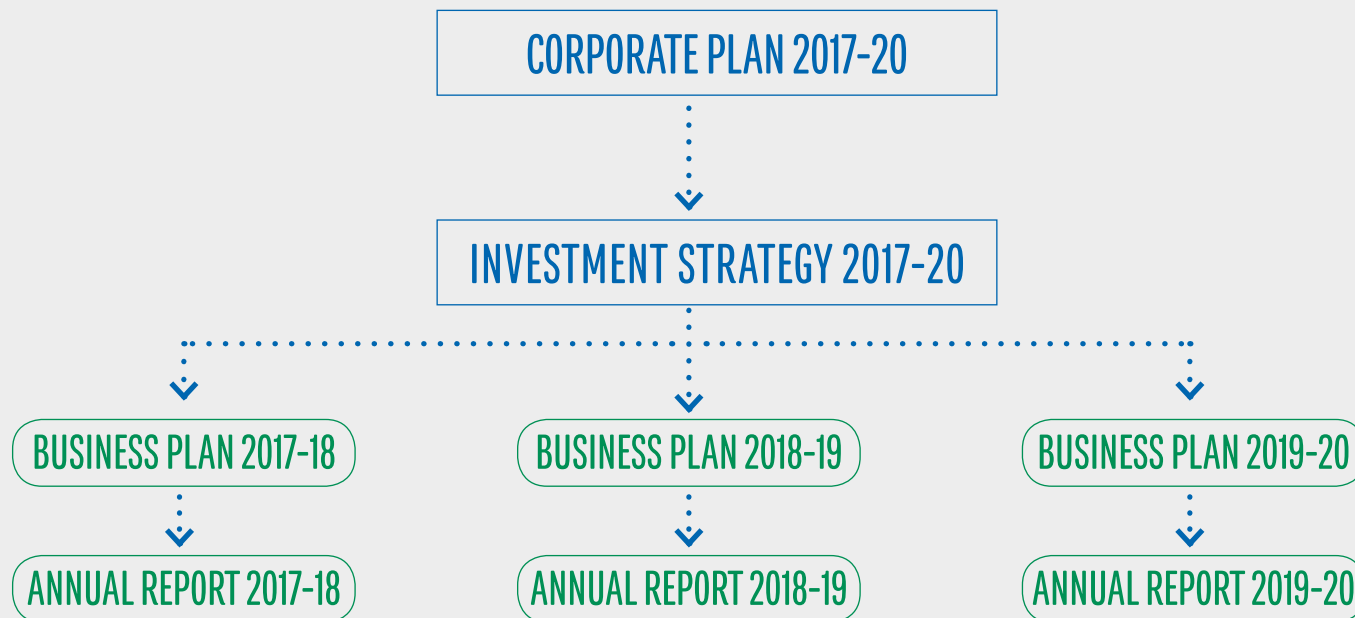 CORPORATE PLAN 2017-20
INVESTMENT STRATEGY 2017-20
BUSINESS PLAN 2017-18
BUSINESS PLAN 2018-19
BUSINESS PLAN 2019-20
ANNUAL REPORT 2017-18
ANNUAL REPORT 2018-19
ANNUAL REPORT 2019-20